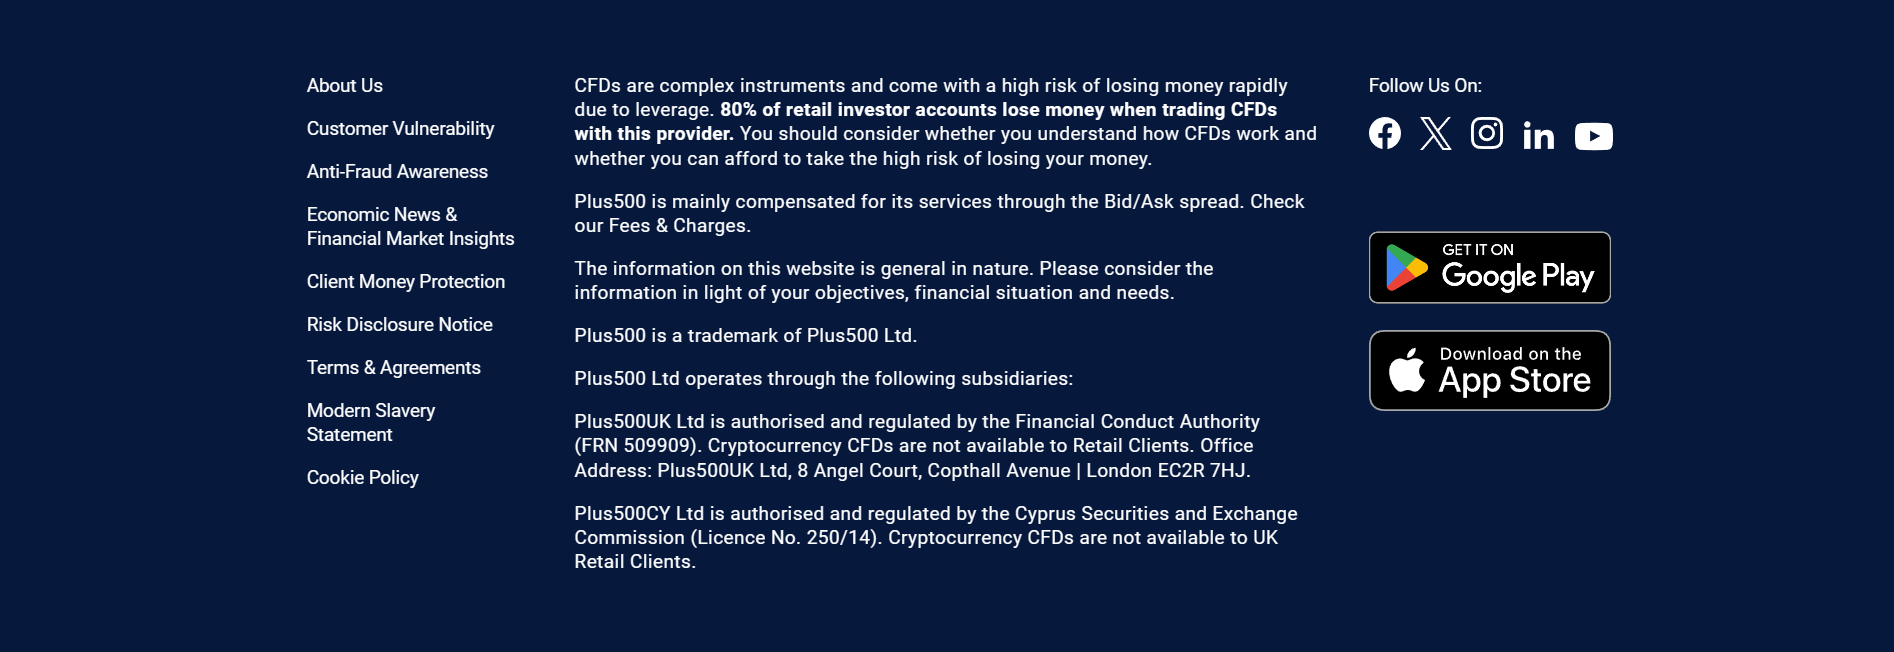 About Us
Customer Vulnerability
Anti-Fraud Awareness
Economic News &
Financial Market Insights
Client Money Protection
Risk Disclosure Notice
Terms & Agreements
Modern Slavery
Statement
Cookie Policy
CFDs are complex instruments and come with a high risk of losing money rapidly
due to leverage. 80% of retail investor accounts lose money when trading CFDs
with this provider. You should consider whether you understand how CFDs work and
whether you can afford to take the high risk of losing your money.
Plus500 is mainly compensated for its services through the Bid/Ask spread. Check
our Fees & Charges.
The information on this website is general in nature. Please consider the
information in light of your objectives, financial situation and needs.
Plus500 is a trademark of Plus500 Ltd.
Plus500 Ltd operates through the following subsidiaries:
Plus500UK Ltd is authorised and regulated by the Financial Conduct Authority
(FRN 509909). Cryptocurrency CFDs are not available to Retail Clients. Office
Address: Plus500UK Ltd, 8 Angel Court, Copthall Avenue | London EC2R 7HJ.
Plus500CY Ltd is authorised and regulated by the Cyprus Securities and Exchange
Commission (Licence No. 250/14). Cryptocurrency CFDs are not available to UK
Retail Clients.
Follow Us On:
in
GET IT ON
Google Play
Download on the
App Store